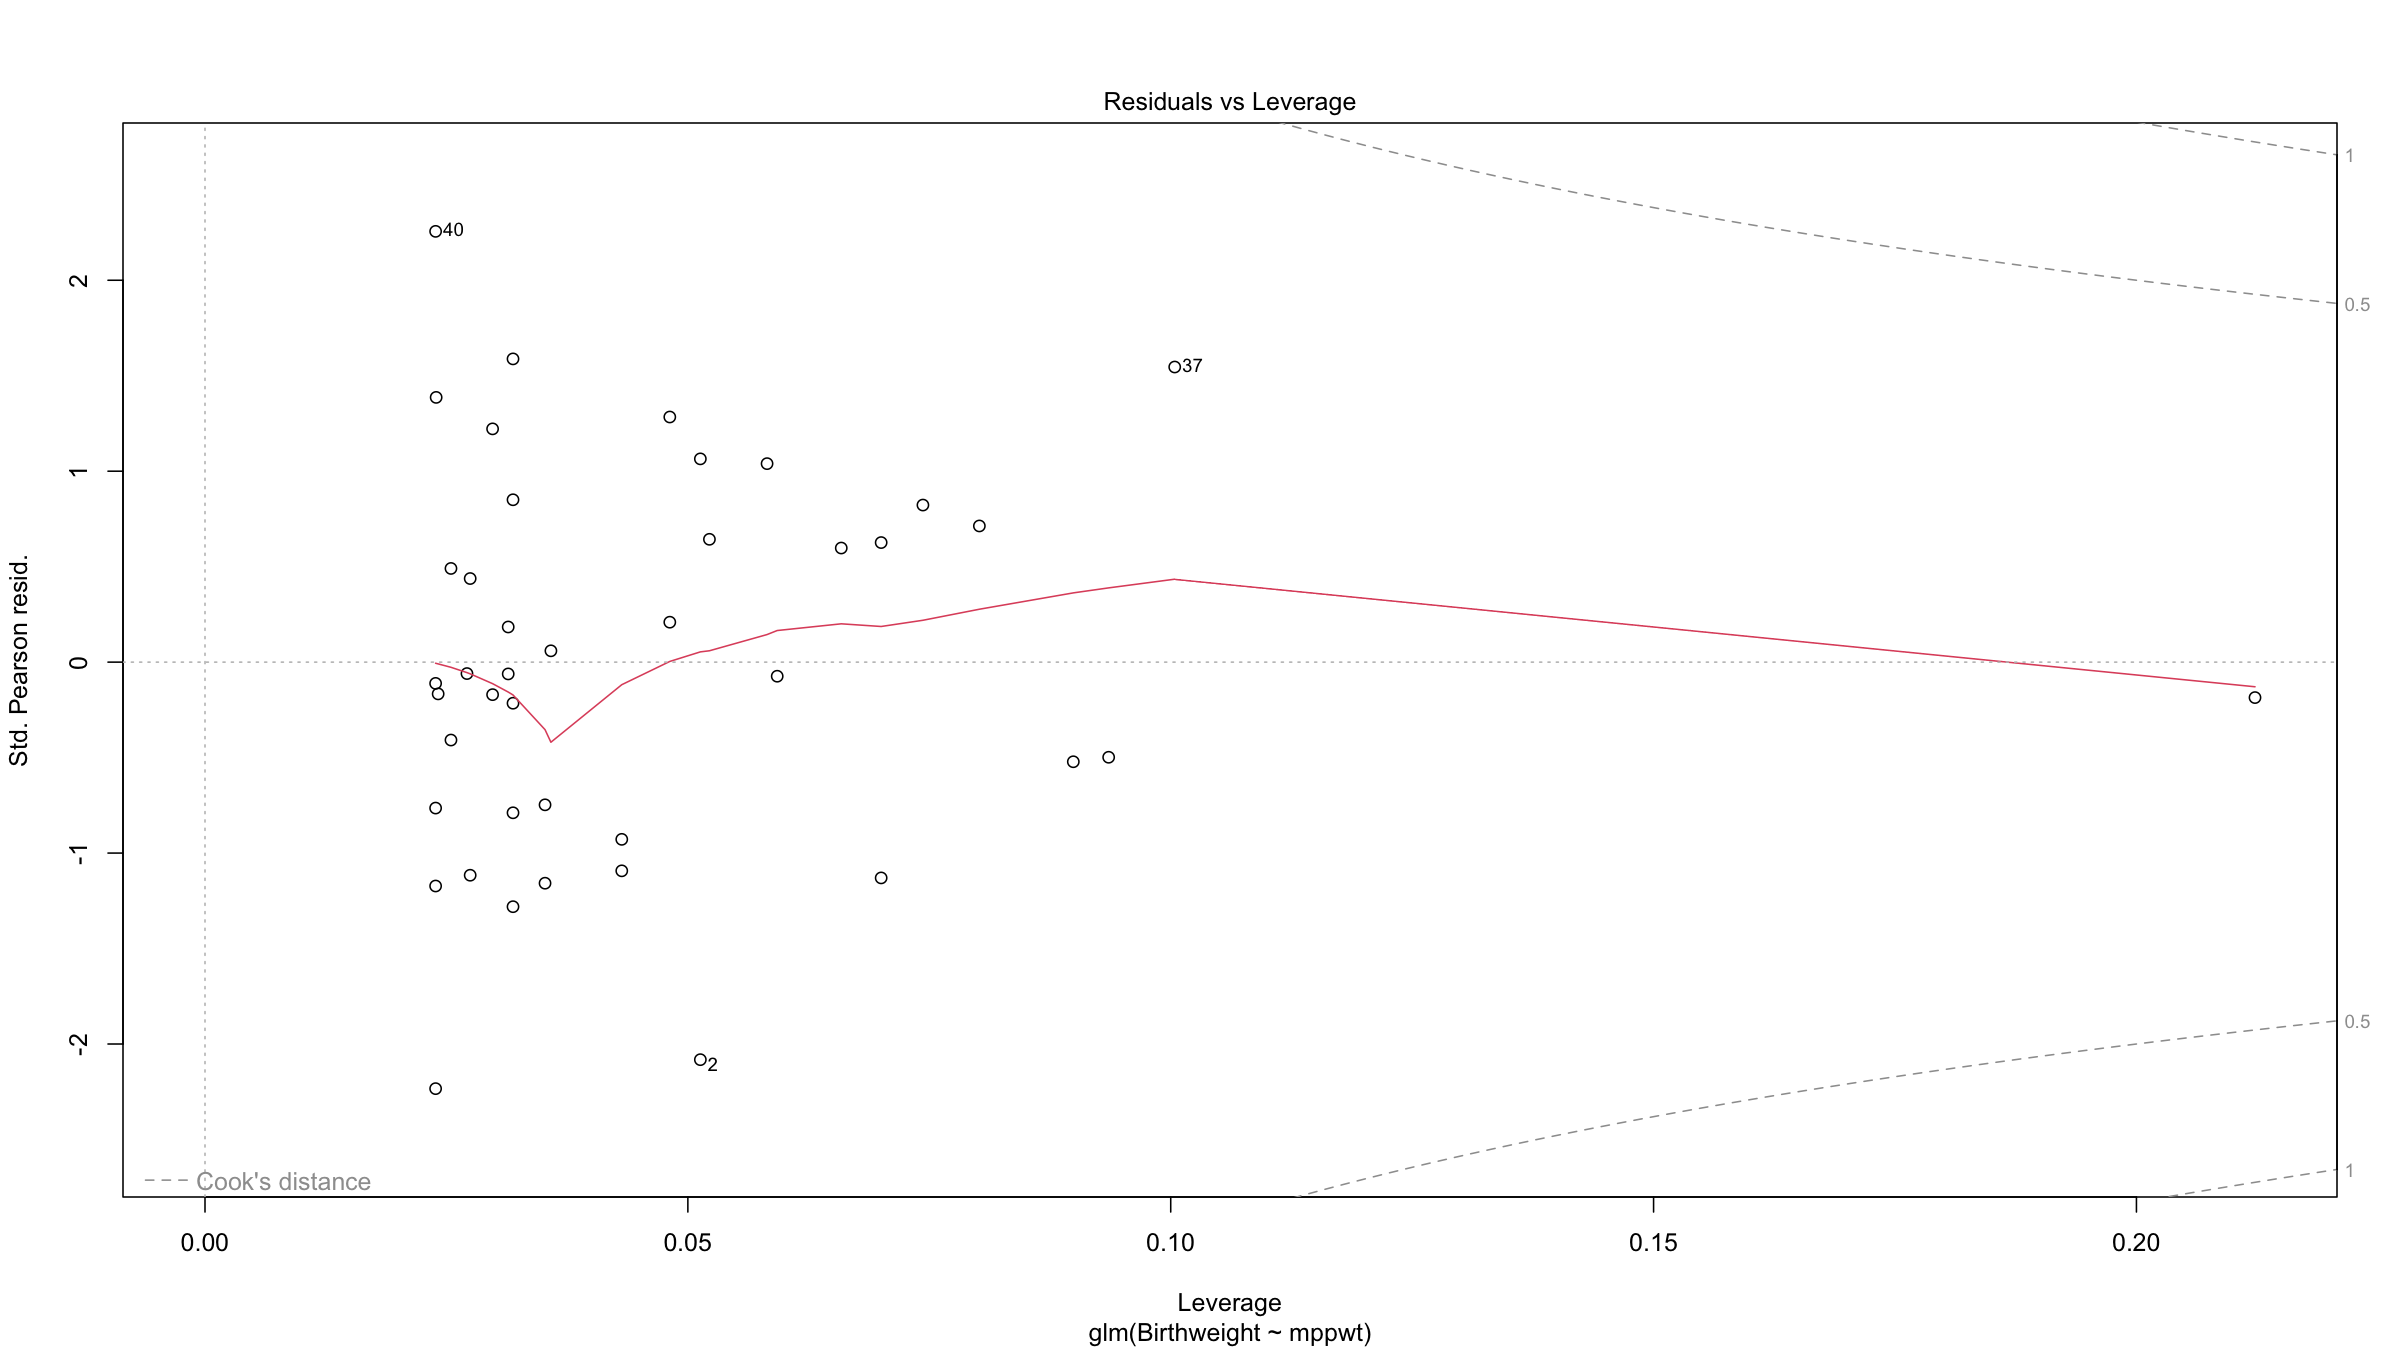 Residuals vs Leverage
Std. Pearson resid.
2
1
0
-1
-2
40
37
2
1
0.5
0.5
1
Cook's distance
0.00 0.05 0.10 0.15 0.20
Leverage
glm(Birthweight ~ mppwt)